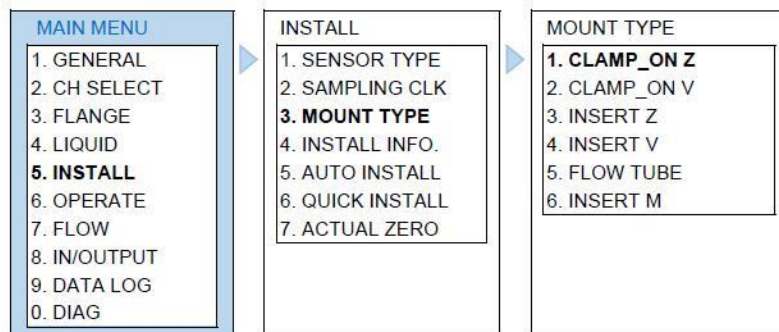 MAIN MENU
1. GENERAL
2. CH SELECT
3. FLANGE
4. LIQUID
5. INSTALL
6. OPERATE
7. FLOW
8. IN/OUTPUT
9. DATA LOG
0. DIAG
INSTALL
1. SENSOR TYPE
2. SAMPLING CLK
3. MOUNT TYPE
4. INSTALL INFO.
5. AUTO INSTALL
6. QUICK INSTALL
7. ACTUAL ZERO
MOUNT TYPE
1. CLAMP_ON Z
2. CLAMP_ON V
3. INSERT Z
4. INSERT V
5. FLOW TUBE
6. INSERT M